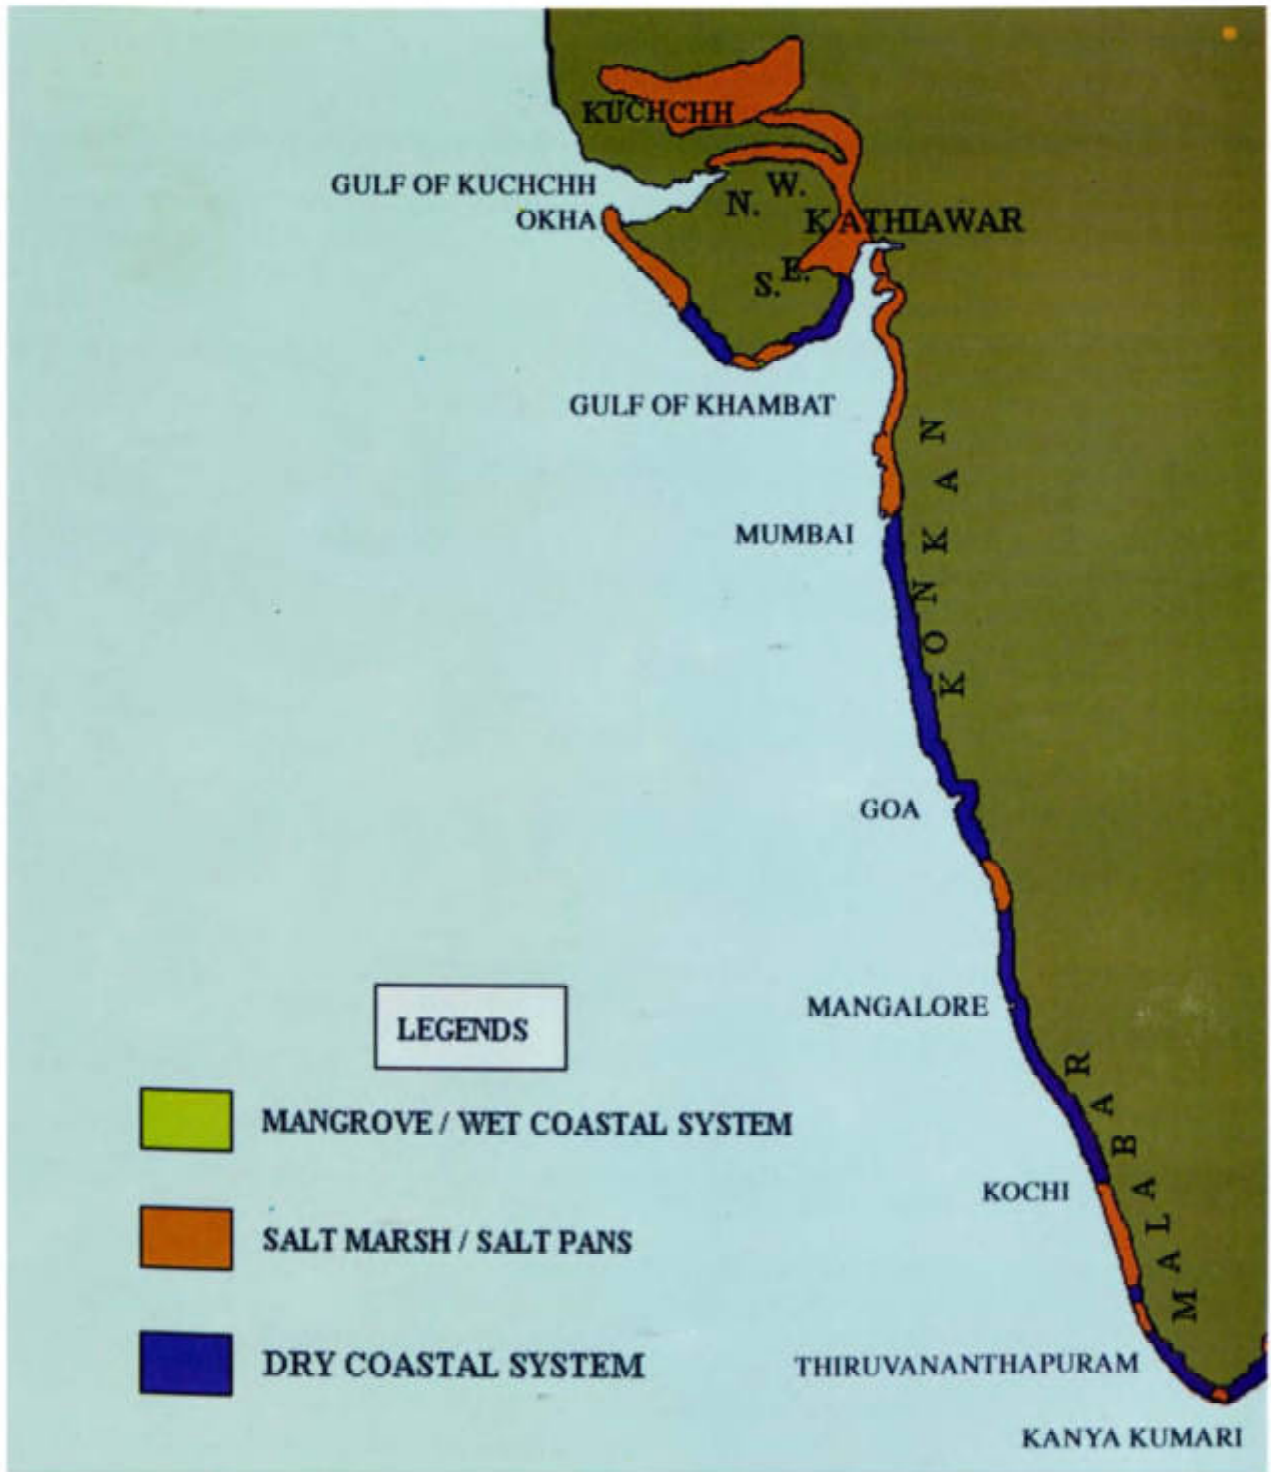 KUCHCHH
GULF OF KUCHCHH
OKHA
N. W.
KATHIAWAR
S. E.
GULF OF KHAMBAT
KONKAN
MUMBAI
GOA
MANGALORE
MALABAR
KOCHI
THIRUVANANTHAPURAM
KANYA KUMARI
LEGENDS
MANGROVE / WET COASTAL SYSTEM
SALT MARSH / SALT PANS
DRY COASTAL SYSTEM